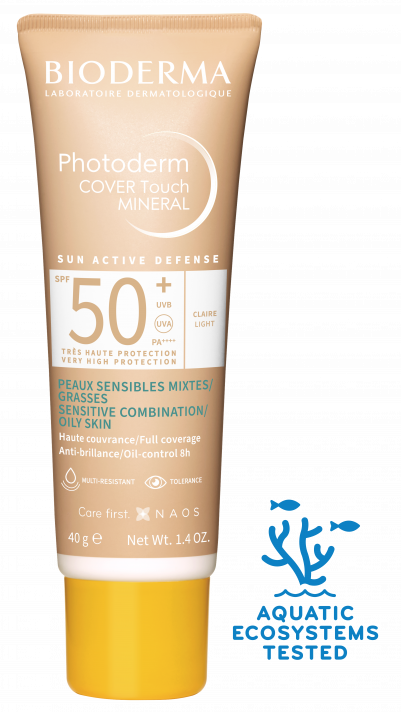 BIODERMA
LABORATOIRE DERMATOLOGIQUE
Photoderm
COVER Touch
MINERAL
SUN ACTIVE DEFENSE
SPF 50+
UVB
UVA
PA++++
CLAIRE
LIGHT
TRÈS HAUTE PROTECTION
VERY HIGH PROTECTION
PEAUX SENSIBLES MIXTES/
GRASSES
SENSITIVE COMBINATION/
OILY SKIN
Haute couvrance/Full coverage
Anti-brillance/Oil-control 8h
MULTI-RESISTANT TOLERANCE
Care first. NAOS
40 g ℮ Net Wt. 1.4 OZ.
AQUATIC
ECOSYSTEMS
TESTED